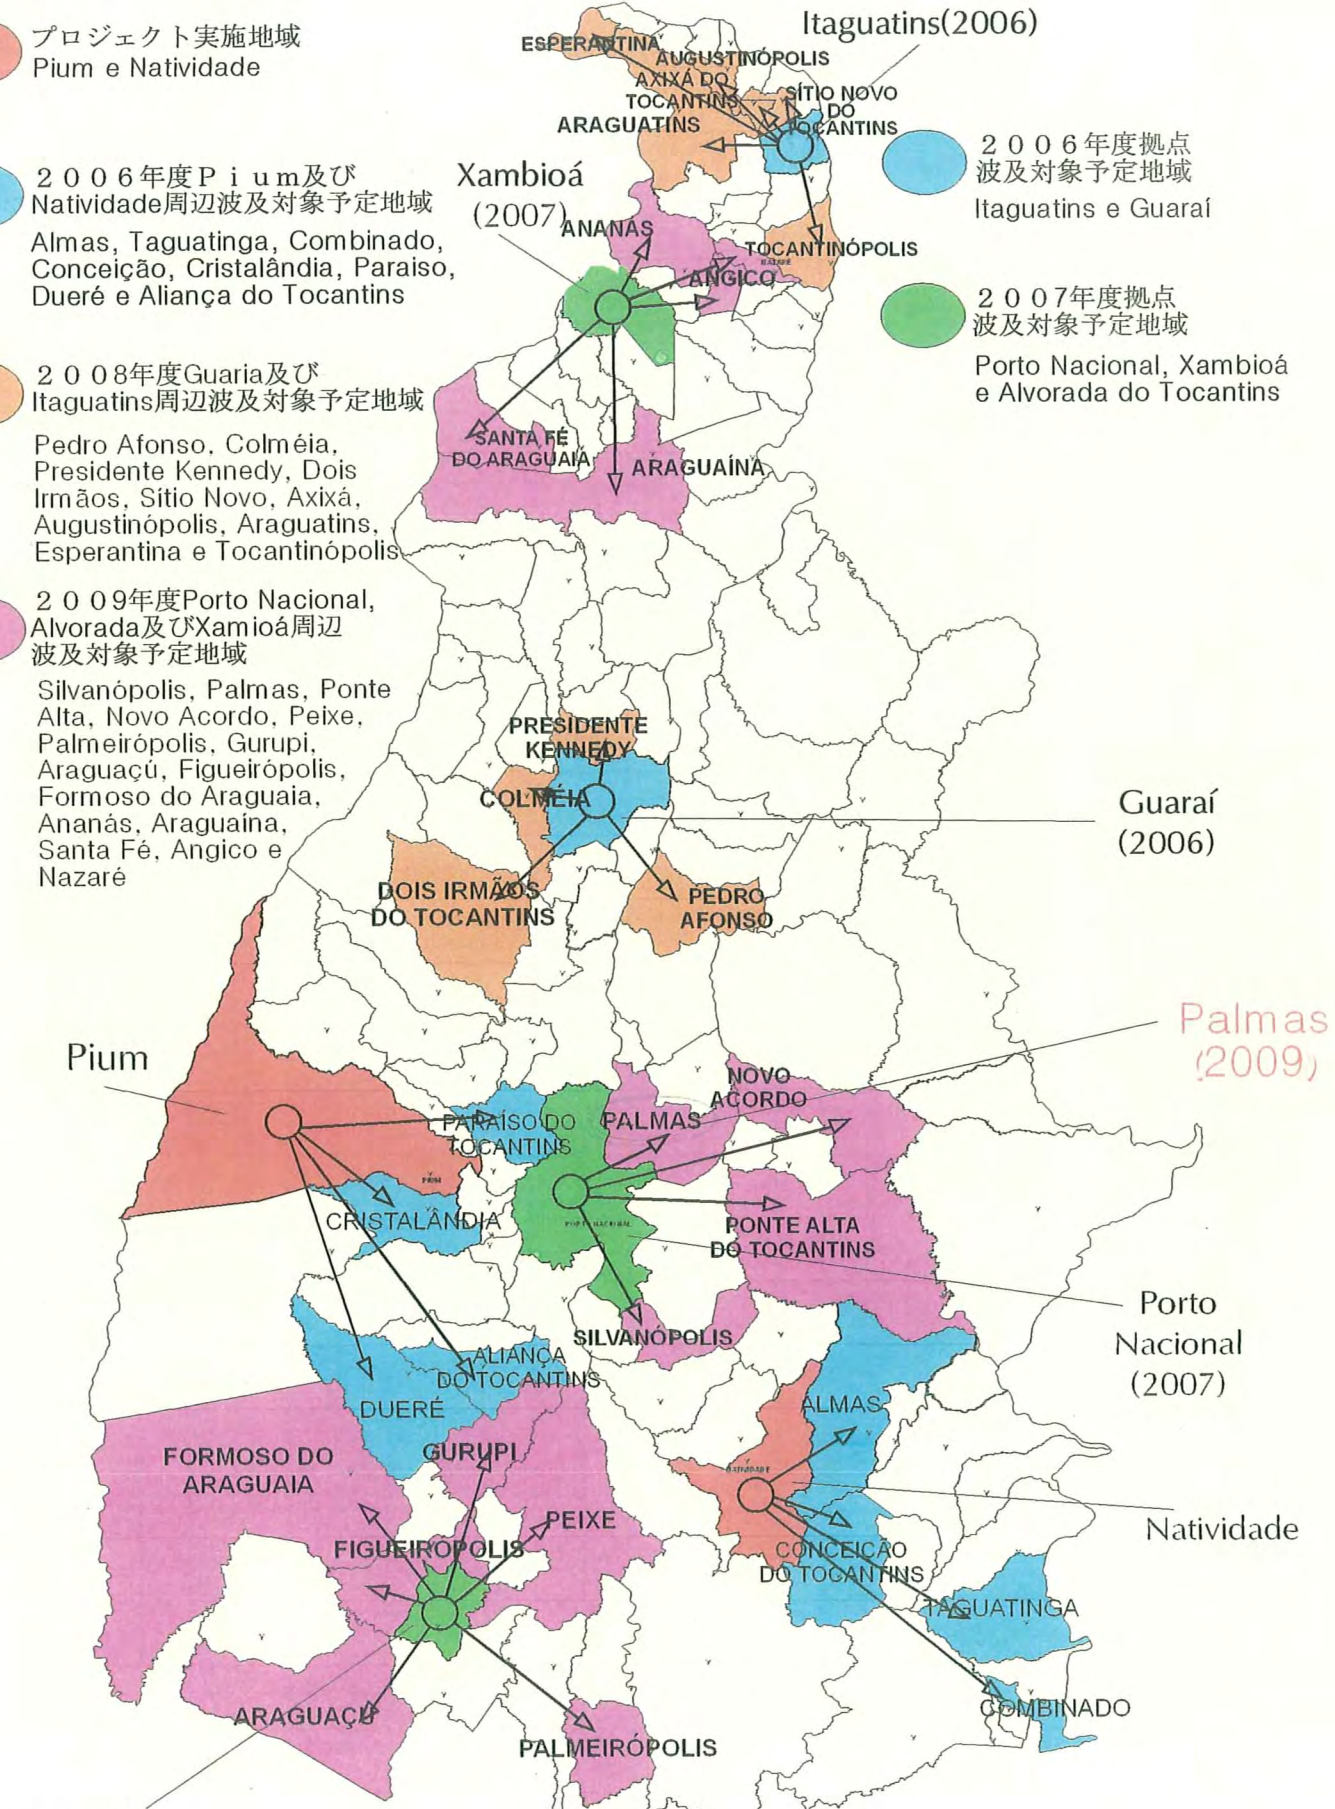 プロジェクト実施地域
Pium e Natividade
２００６年度Ｐｉｕｍ及び
Natividade周辺波及対象予定地域
Almas, Taguatinga, Combinado,
Conceição, Cristalândia, Paraiso,
Dueré e Aliança do Tocantins
２００８年度Guaria及び
Itaguatins周辺波及対象予定地域
Pedro Afonso, Colméia,
Presidente Kennedy, Dois
Irmãos, Sítio Novo, Axixá,
Augustinópolis, Araguatins,
Esperantina e Tocantinópolis
２００９年度Porto Nacional,
Alvorada及びXamioá周辺
波及対象予定地域
Silvanópolis, Palmas, Ponte
Alta, Novo Acordo, Peixe,
Palmeirópolis, Gurupi,
Araguaçú, Figueirópolis,
Formoso do Araguaia,
Ananás, Araguaína,
Santa Fé, Angico e
Nazaré
２００６年度拠点
波及対象予定地域
Itaguatins e Guaraí
２００７年度拠点
波及対象予定地域
Porto Nacional, Xambioá
e Alvorada do Tocantins
Itaguatins(2006)
ESPERANTINA
AUGUSTINÓPOLIS
AXIXÁ DO
TOCANTINS
SÍTIO NOVO
DO
TOCANTINS
ARAGUATINS
Xambioá
(2007)
ANANÁS
TOCANTINÓPOLIS
NAZARÉ
ANGICO
SANTA FÉ
DO ARAGUAIA
ARAGUAÍNA
PRESIDENTE
KENNEDY
COLMÉIA
Guaraí
(2006)
DOIS IRMÃOS
DO TOCANTINS
PEDRO
AFONSO
Palmas
(2009)
Pium
NOVO
ACORDO
PARAÍSO DO
TOCANTINS
PALMAS
PIUM
CRISTALÂNDIA
PORTO NACIONAL
PONTE ALTA
DO TOCANTINS
Porto
Nacional
(2007)
SILVANÓPOLIS
ALIANÇA
DO TOCANTINS
DUERÉ
ALMAS
FORMOSO DO
ARAGUAIA
GURUPI
NATIVIDADE
Natividade
PEIXE
FIGUEIRÓPOLIS
CONCEIÇÃO
DO TOCANTINS
TAGUATINGA
ARAGUAÇU
COMBINADO
PALMEIRÓPOLIS